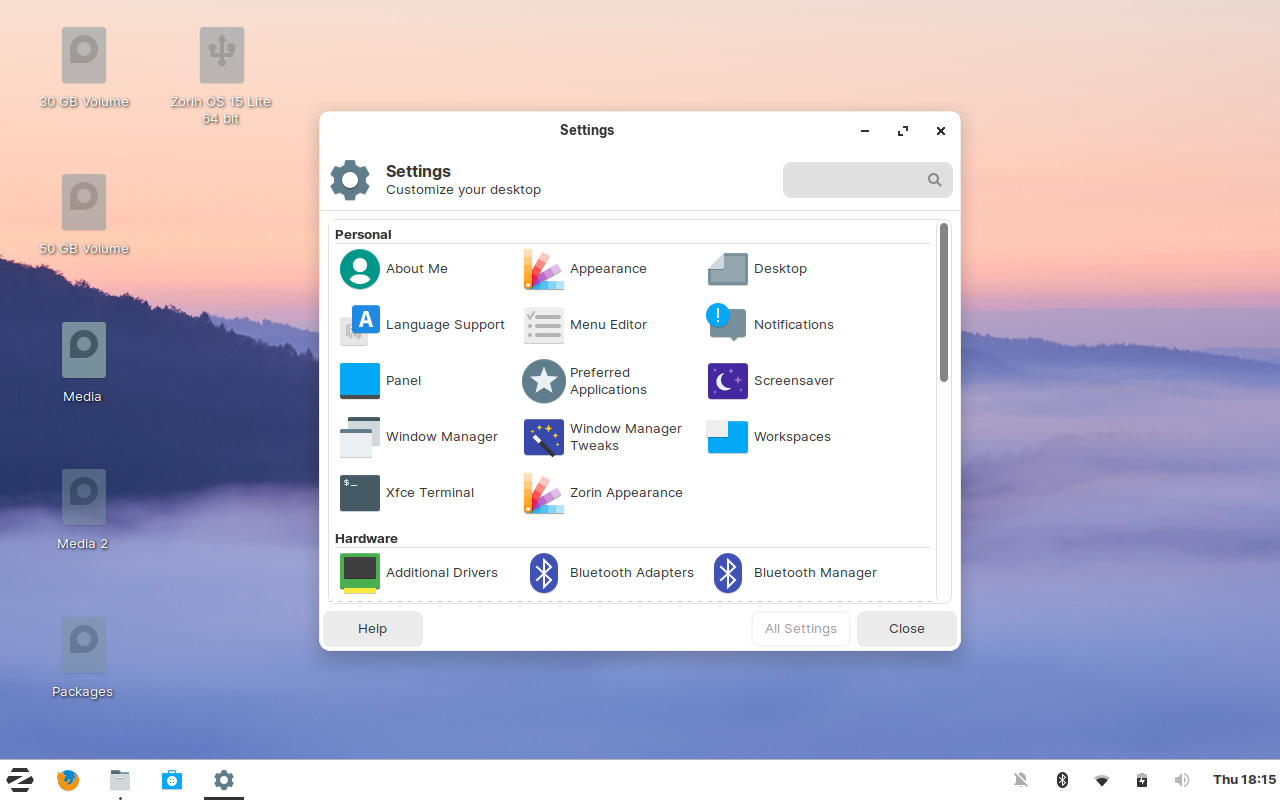 30 GB Volume
Zorin OS 15 Lite
64 bit
50 GB Volume
Media
Media 2
Packages
Settings
Settings
Customize your desktop
Personal
About Me
Appearance
Desktop
Language Support
Menu Editor
Notifications
Panel
Preferred
Applications
Screensaver
Window Manager
Window Manager
Tweaks
Workspaces
Xfce Terminal
Zorin Appearance
Hardware
Additional Drivers
Bluetooth Adapters
Bluetooth Manager
Help
All Settings
Close
Thu 18:15